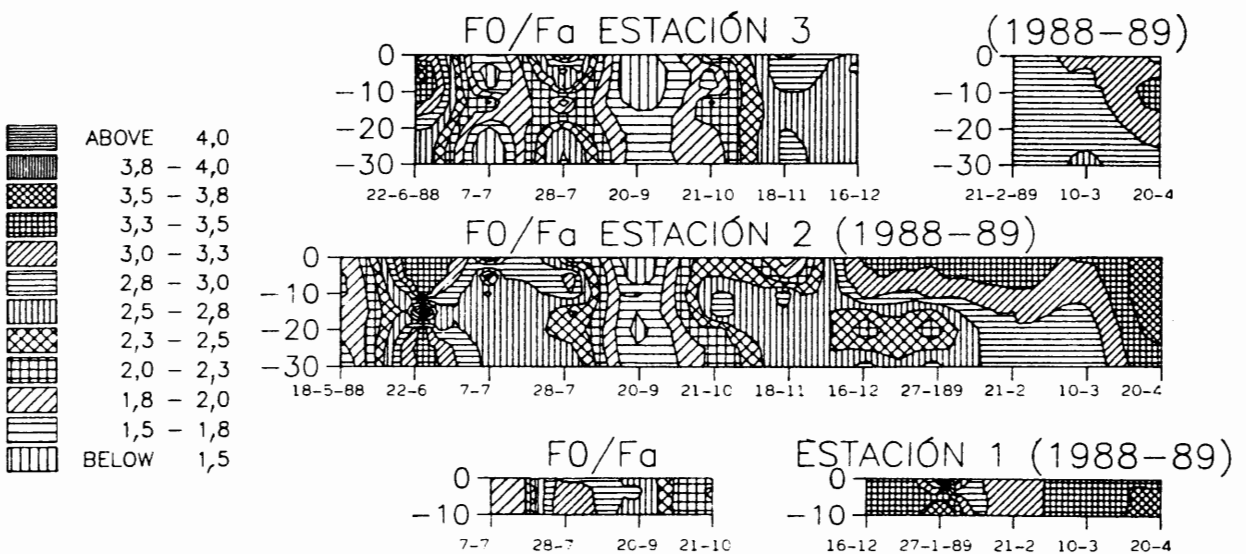 FO/Fa ESTACIÓN 3 (1988-89)
0
-10
-20
-30
22-6-88 7-7 28-7 20-9 21-10 18-11 16-12
0
-10
-20
-30
21-2-89 10-3 20-4
ABOVE 4,0
3,8 - 4,0
3,5 - 3,8
3,3 - 3,5
3,0 - 3,3
2,8 - 3,0
2,5 - 2,8
2,3 - 2,5
2,0 - 2,3
1,8 - 2,0
1,5 - 1,8
BELOW 1,5
FO/Fa ESTACIÓN 2 (1988-89)
0
-10
-20
-30
18-5-88 22-6 7-7 28-7 20-9 21-10 18-11 16-12 27-189 21-2 10-3 20-4
FO/Fa ESTACIÓN 1 (1988-89)
0
-10
7-7 28-7 20-9 21-10
0
-10
16-12 27-1-89 21-2 10-3 20-4